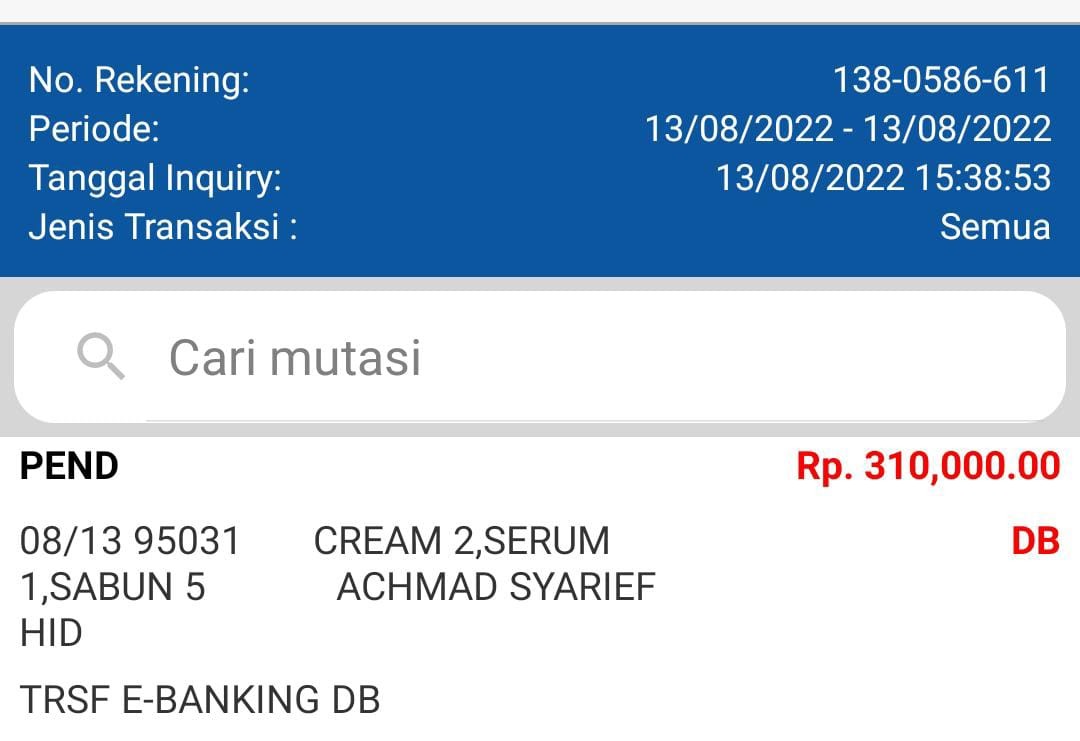 No. Rekening: 138-0586-611
Periode: 13/08/2022 - 13/08/2022
Tanggal Inquiry: 13/08/2022 15:38:53
Jenis Transaksi : Semua
Cari mutasi
PEND Rp. 310,000.00
08/13 95031 CREAM 2,SERUM DB
1,SABUN 5 ACHMAD SYARIEF
HID
TRSF E-BANKING DB